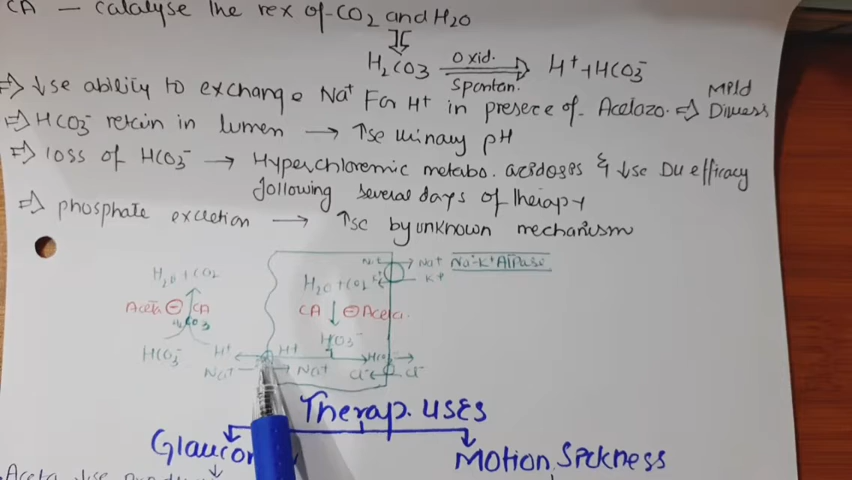 CA — catalyse the rex of CO2 and H2O
H2CO3 Oxid. Spontan. H+ + HCO3-
⇒ ↓se ability to exchange Na+ For H+ in presece of Acetazo. ⇒ Mild Diuress
⇒ HCO3- retain in lumen → ↑se urinary pH
⇒ loss of HCO3- → Hyperchloremic metabo. acidosis & ↓se Du efficacy
following several days of therapy
⇒ phosphate excretion → ↑se by unknown mechanism
H2O + CO2
Aceta ⊖ CA
H2CO3
HCO3-
H+
Na+
H2O + CO2
CA ↓ ⊖ Aceta.
HCO3-
H+
Na+
HCO3
Cl- Cl-
Na+
K+
Na+-K+ATPase
Therap. uses
Motion Sickness